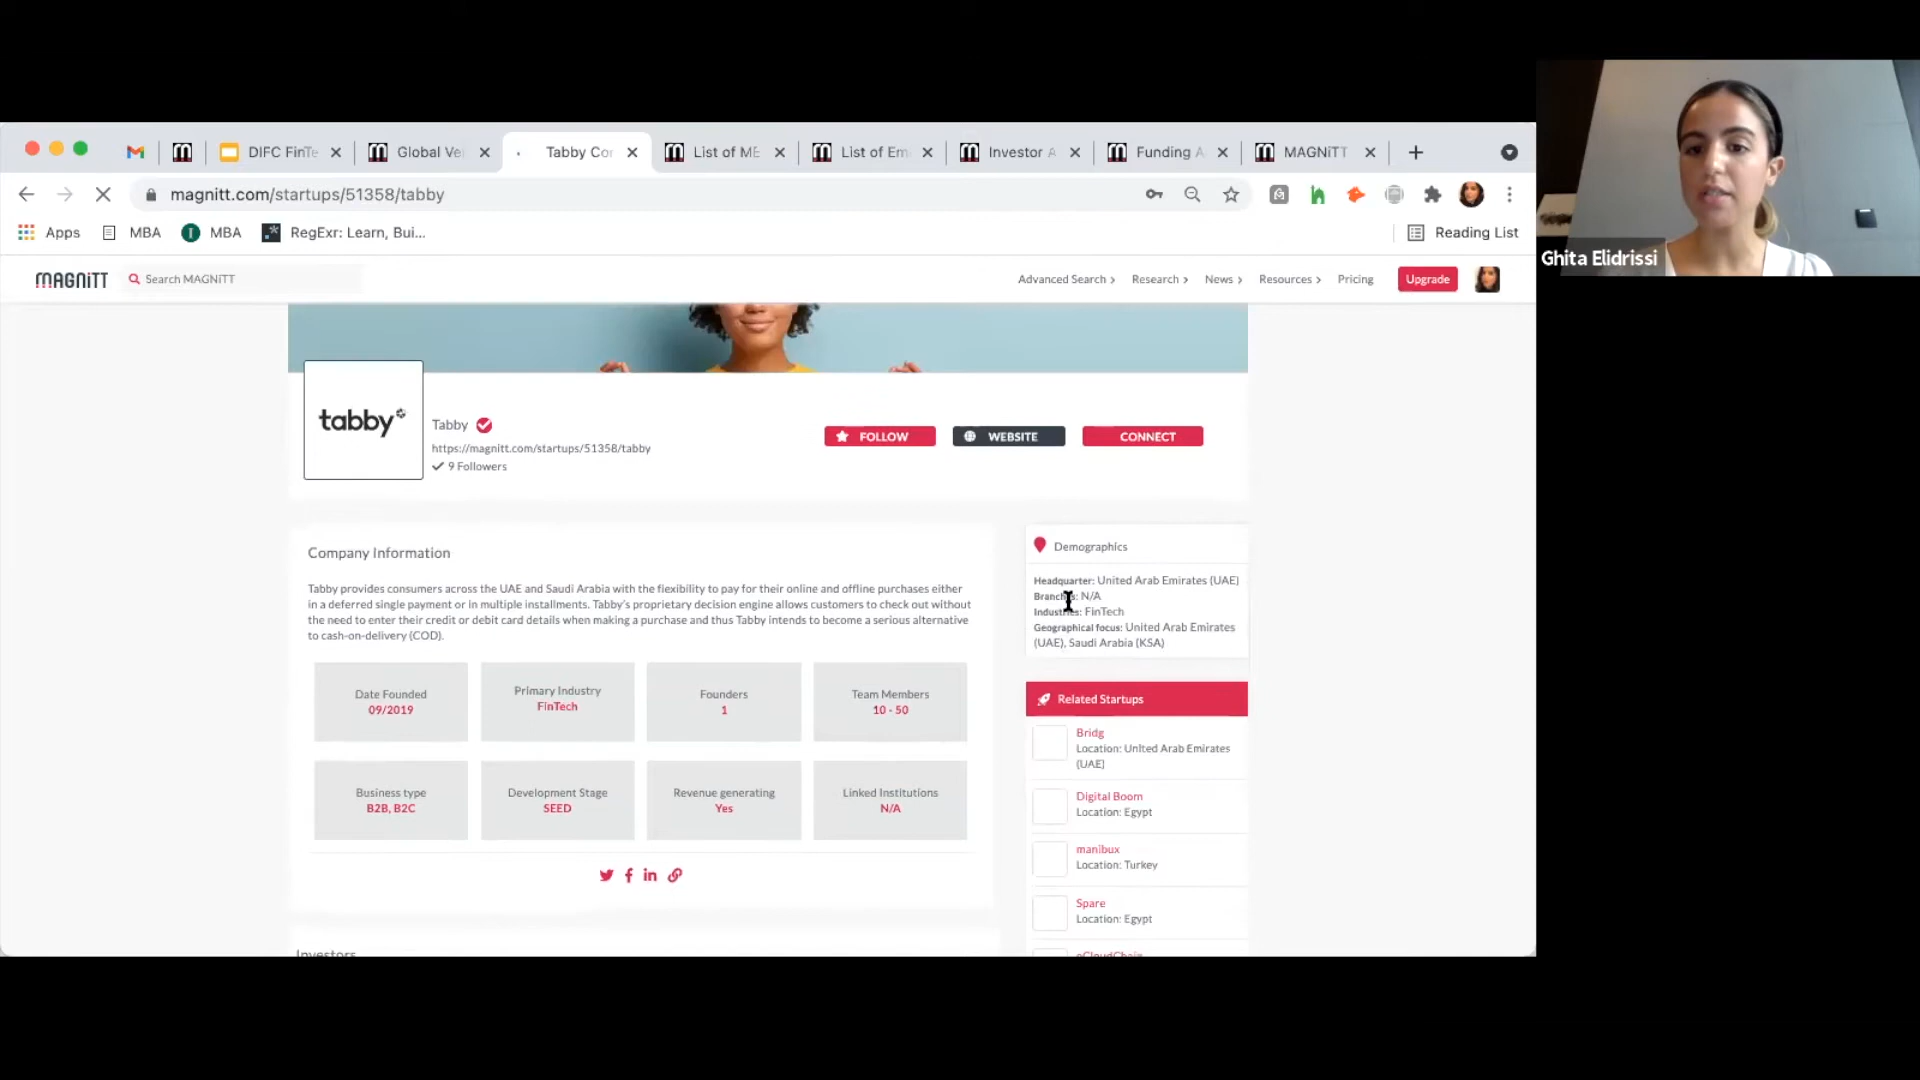 DIFC FinTe
Global Ve
Tabby Cor
List of ME
List of Em
Investor A
Funding A
MAGNiTT
magnitt.com/startups/51358/tabby
Apps
MBA
MBA
RegExr: Learn, Bui...
Reading List
Ghita Elidrissi
MAGNiTT
Search MAGNiTT
Advanced Search
Research
News
Resources
Pricing
Upgrade
tabby
Tabby
https://magnitt.com/startups/51358/tabby
9 Followers
FOLLOW
WEBSITE
CONNECT
Company Information
Tabby provides consumers across the UAE and Saudi Arabia with the flexibility to pay for their online and offline purchases either
in a deferred single payment or in multiple installments. Tabby's proprietary decision engine allows customers to check out without
the need to enter their credit or debit card details when making a purchase and thus Tabby intends to become a serious alternative
to cash-on-delivery (COD).
Date Founded
09/2019
Primary Industry
FinTech
Founders
1
Team Members
10 - 50
Business type
B2B, B2C
Development Stage
SEED
Revenue generating
Yes
Linked Institutions
N/A
Demographics
Headquarter: United Arab Emirates (UAE)
Branches: N/A
Industries: FinTech
Geographical focus: United Arab Emirates
(UAE), Saudi Arabia (KSA)
Related Startups
Bridg
Location: United Arab Emirates
(UAE)
Digital Boom
Location: Egypt
manibux
Location: Turkey
Spare
Location: Egypt
Investors